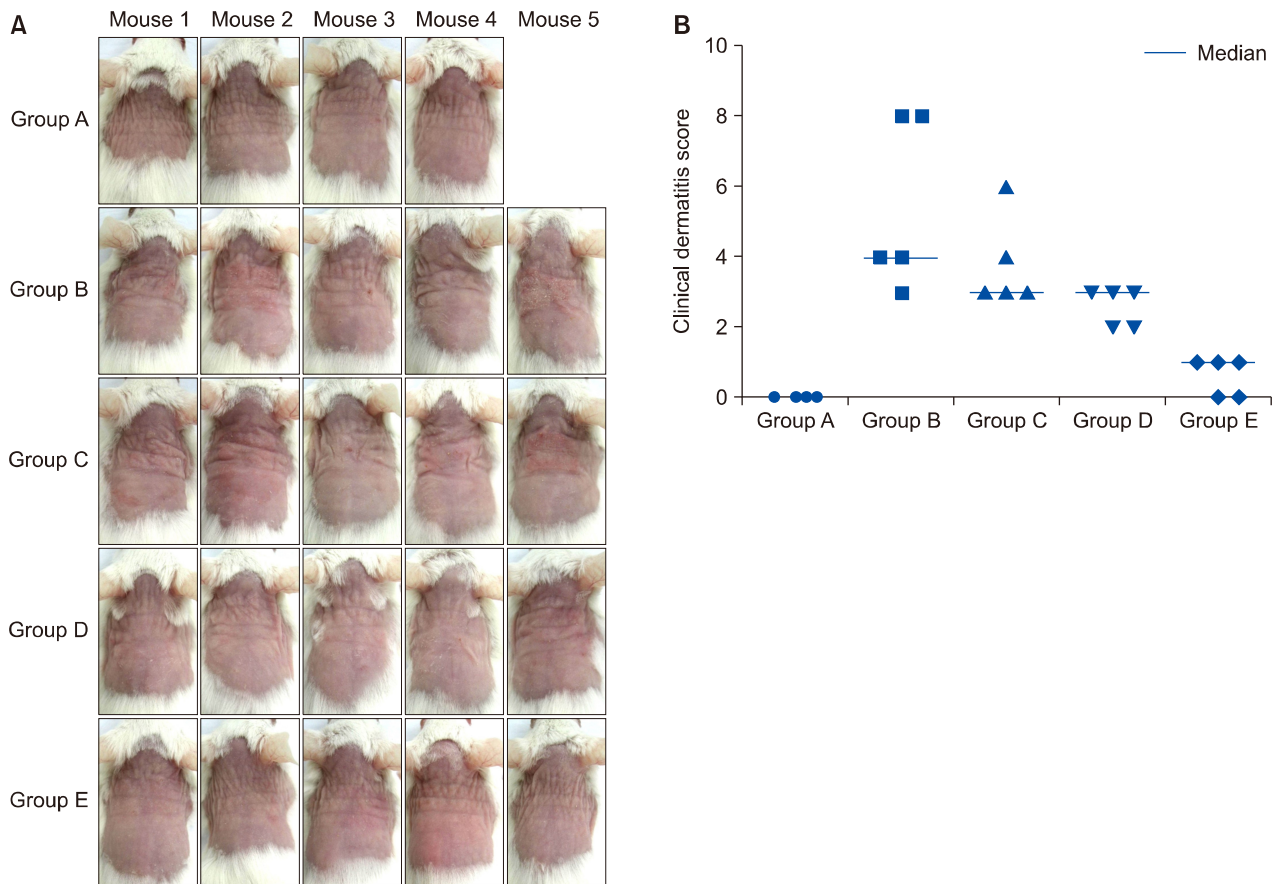 A
Mouse 1 Mouse 2 Mouse 3 Mouse 4 Mouse 5
Group A
Group B
Group C
Group D
Group E
B
Clinical dermatitis score
10
8
6
4
2
0
Median
Group A Group B Group C Group D Group E